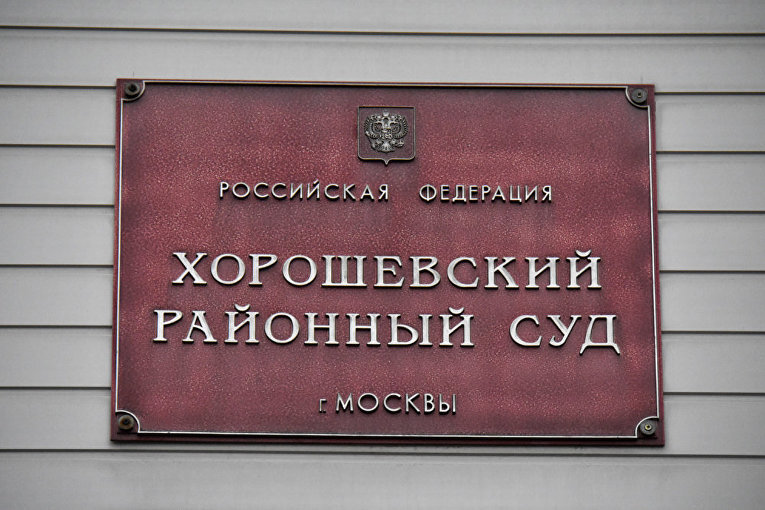 РОССИЙСКАЯ ФЕДЕРАЦИЯ
ХОРОШЕВСКИЙ
РАЙОННЫЙ СУД
г. МОСКВЫ